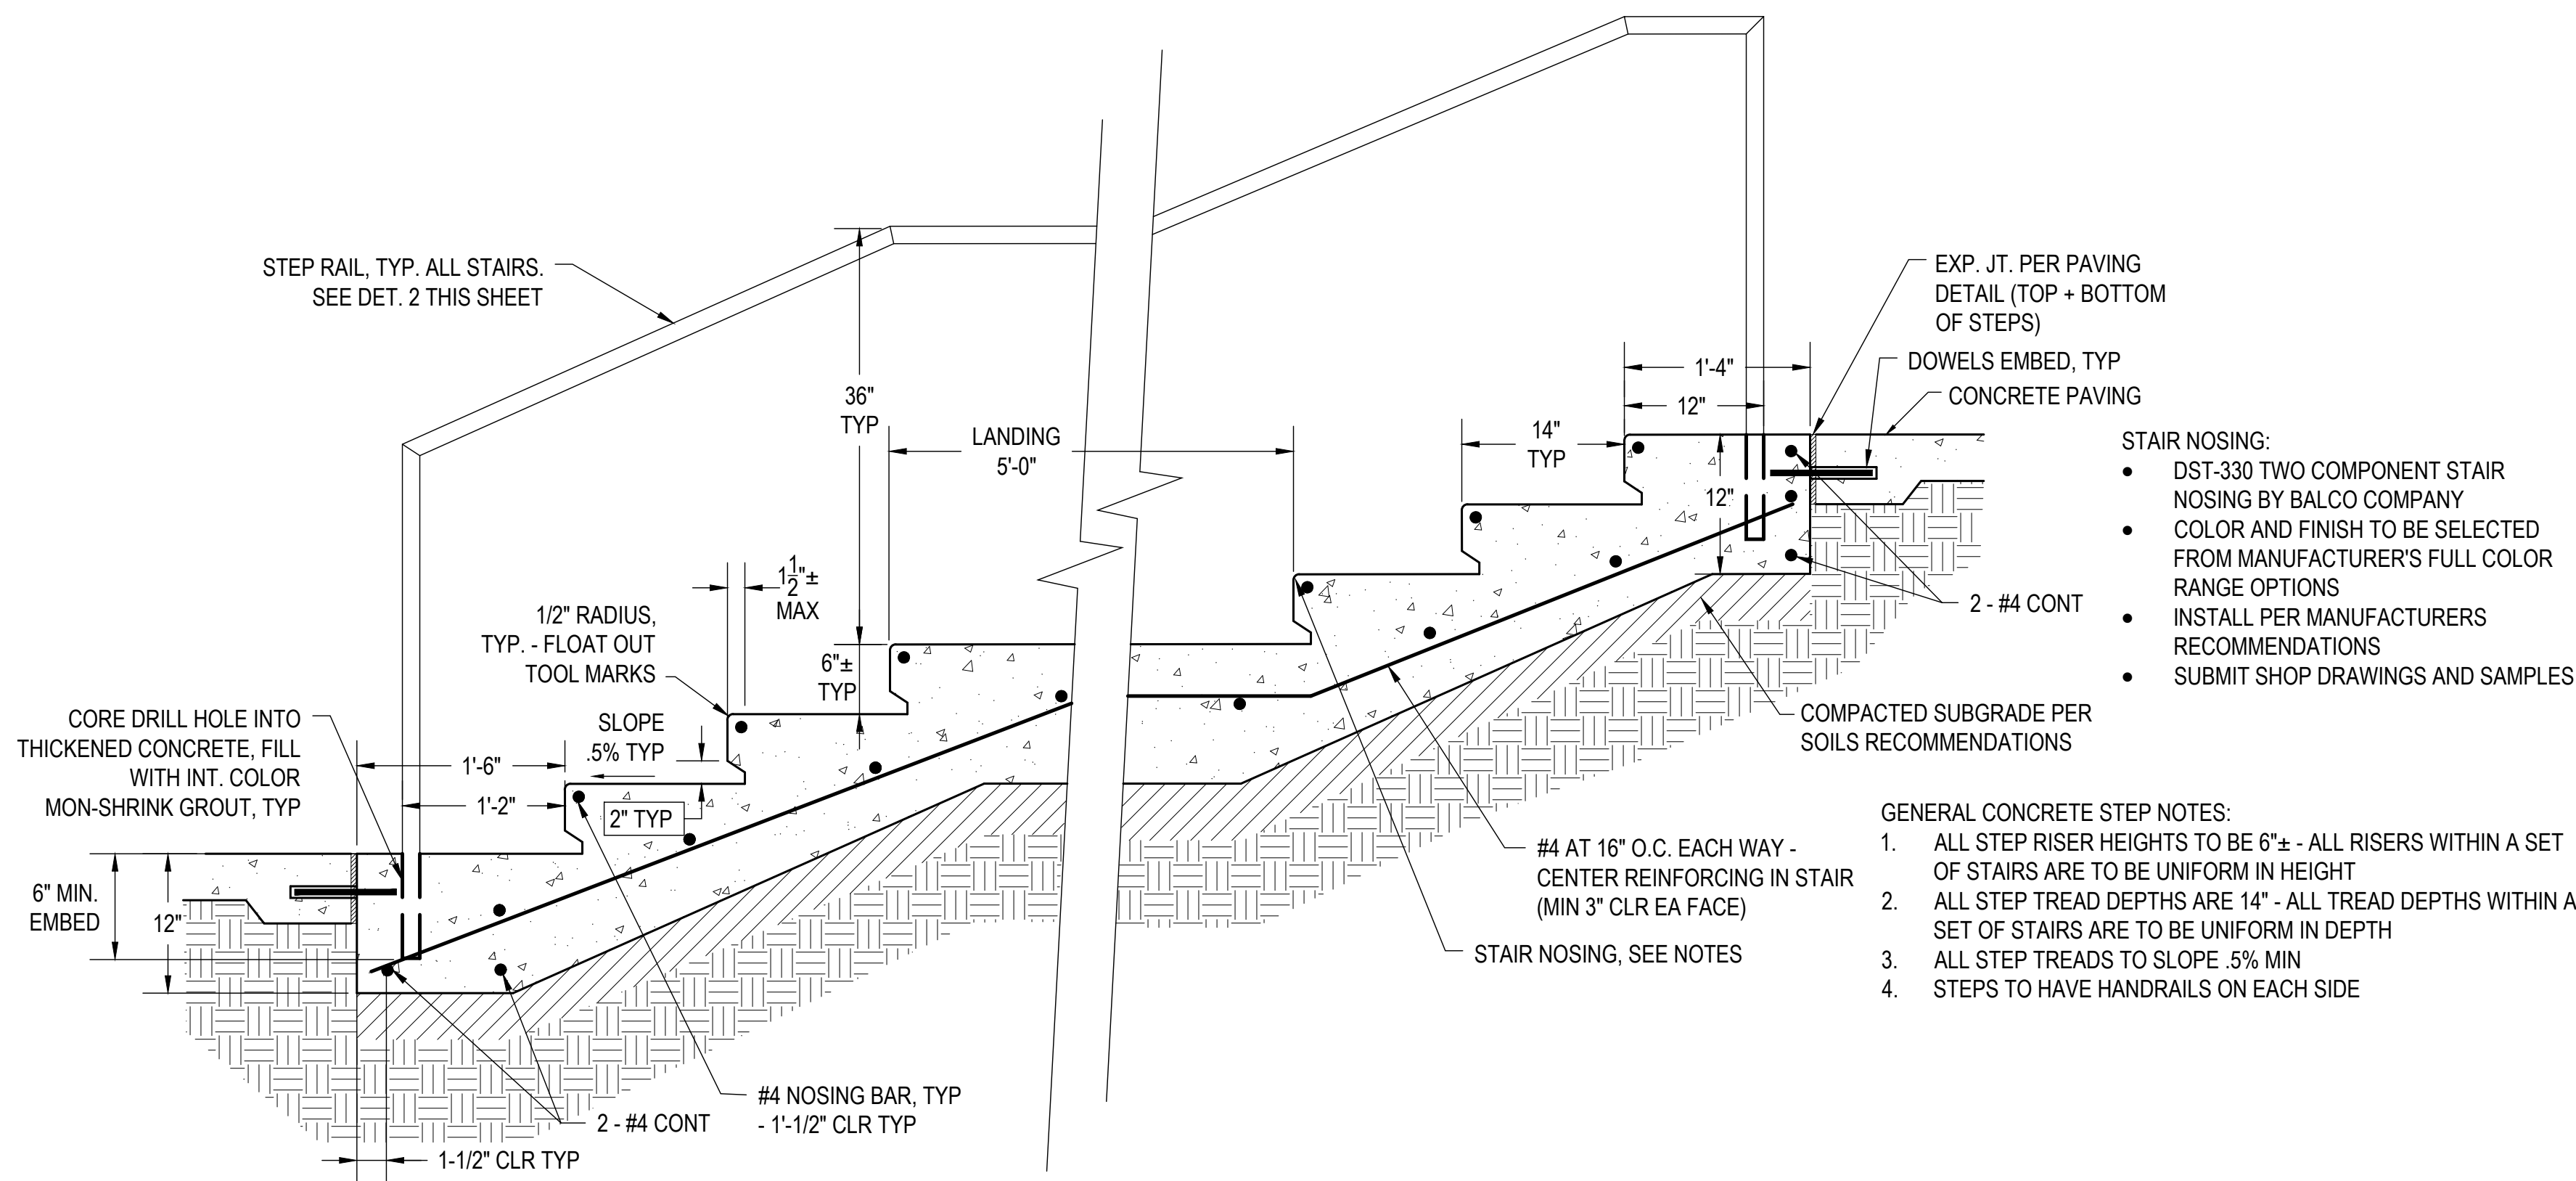 STEP RAIL, TYP. ALL STAIRS.
SEE DET. 2 THIS SHEET
36"
TYP
LANDING
5'-0"
14"
TYP
1'-4"
12"
12"
EXP. JT. PER PAVING
DETAIL (TOP + BOTTOM
OF STEPS)
DOWELS EMBED, TYP
CONCRETE PAVING
STAIR NOSING:
● DST-330 TWO COMPONENT STAIR
NOSING BY BALCO COMPANY
● COLOR AND FINISH TO BE SELECTED
FROM MANUFACTURER'S FULL COLOR
RANGE OPTIONS
● INSTALL PER MANUFACTURERS
RECOMMENDATIONS
● SUBMIT SHOP DRAWINGS AND SAMPLES
2 - #4 CONT
1 1/2"±
MAX
1/2" RADIUS,
TYP. - FLOAT OUT
TOOL MARKS
6"±
TYP
CORE DRILL HOLE INTO
THICKENED CONCRETE, FILL
WITH INT. COLOR
MON-SHRINK GROUT, TYP
SLOPE
.5% TYP
1'-6"
1'-2"
2" TYP
6" MIN.
EMBED
12"
COMPACTED SUBGRADE PER
SOILS RECOMMENDATIONS
#4 AT 16" O.C. EACH WAY -
CENTER REINFORCING IN STAIR
(MIN 3" CLR EA FACE)
STAIR NOSING, SEE NOTES
GENERAL CONCRETE STEP NOTES:
1. ALL STEP RISER HEIGHTS TO BE 6"± - ALL RISERS WITHIN A SET
OF STAIRS ARE TO BE UNIFORM IN HEIGHT
2. ALL STEP TREAD DEPTHS ARE 14" - ALL TREAD DEPTHS WITHIN A
SET OF STAIRS ARE TO BE UNIFORM IN DEPTH
3. ALL STEP TREADS TO SLOPE .5% MIN
4. STEPS TO HAVE HANDRAILS ON EACH SIDE
#4 NOSING BAR, TYP
- 1'-1/2" CLR TYP
2 - #4 CONT
1-1/2" CLR TYP